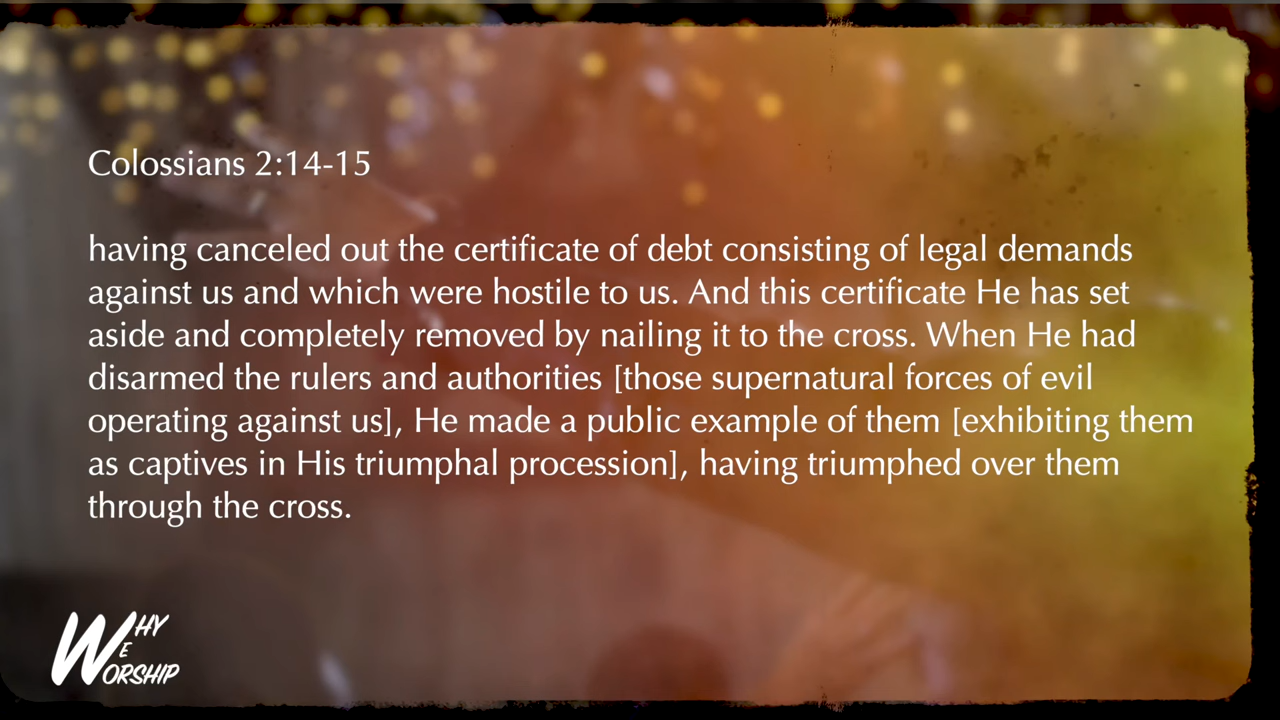 Colossians 2:14-15
having canceled out the certificate of debt consisting of legal demands
against us and which were hostile to us. And this certificate He has set
aside and completely removed by nailing it to the cross. When He had
disarmed the rulers and authorities [those supernatural forces of evil
operating against us], He made a public example of them [exhibiting them
as captives in His triumphal procession], having triumphed over them
through the cross.
WHY
WE
WORSHIP